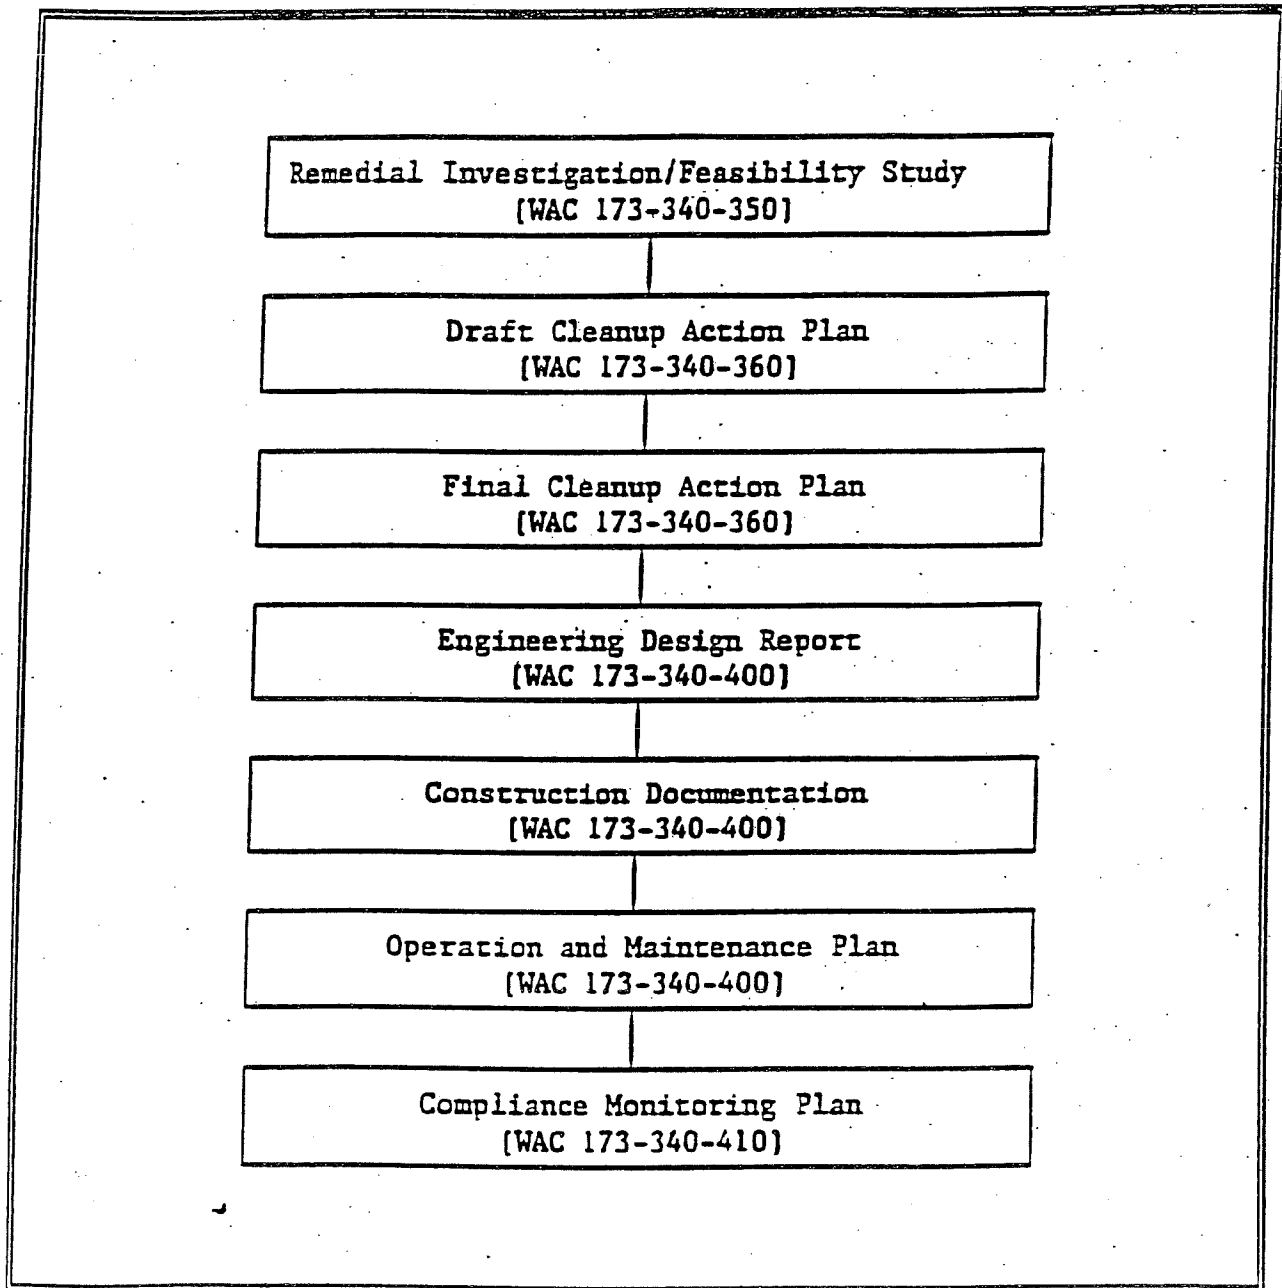 Remedial Investigation/Feasibility Study
[WAC 173-340-350]
Draft Cleanup Action Plan
[WAC 173-340-360]
Final Cleanup Action Plan
[WAC 173-340-360]
Engineering Design Report
[WAC 173-340-400]
Construction Documentation
[WAC 173-340-400]
Operation and Maintenance Plan
[WAC 173-340-400]
Compliance Monitoring Plan
[WAC 173-340-410]